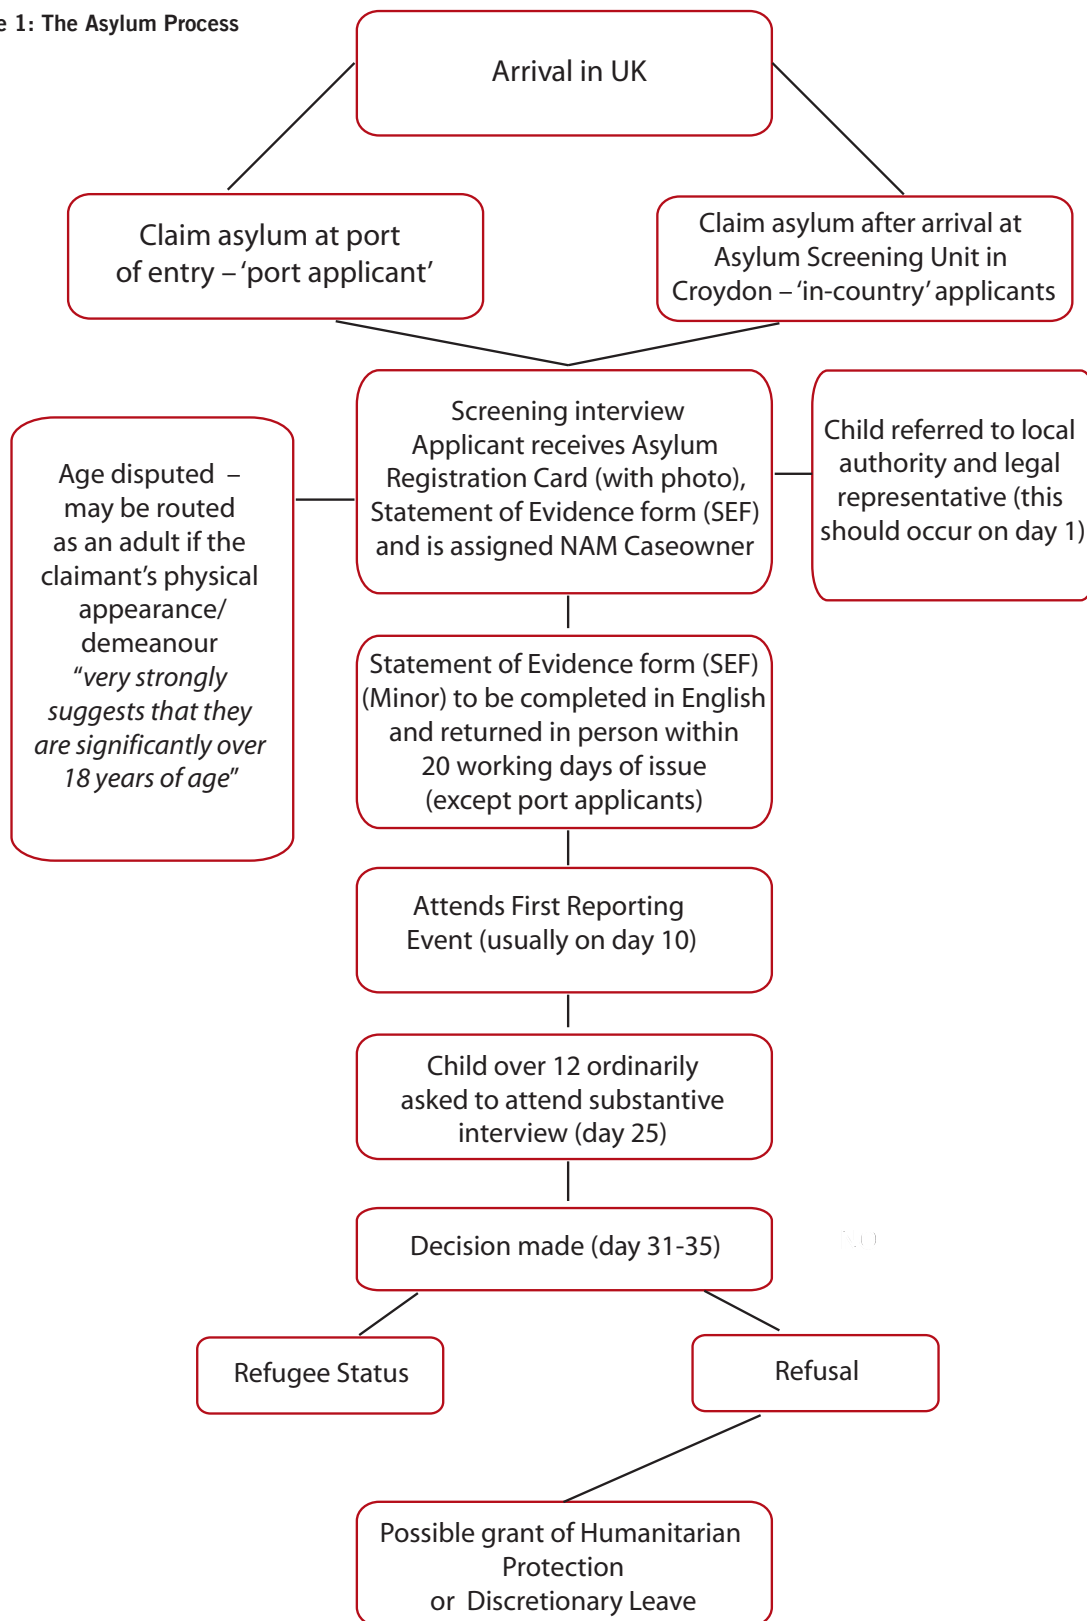 e 1: The Asylum Process
Arrival in UK
Claim asylum at port
of entry – ‘port applicant’
Claim asylum after arrival at
Asylum Screening Unit in
Croydon – ‘in-country’ applicants
Screening interview
Applicant receives Asylum
Registration Card (with photo),
Statement of Evidence form (SEF)
and is assigned NAM Caseowner
Child referred to local
authority and legal
representative (this
should occur on day 1)
Age disputed –
may be routed
as an adult if the
claimant’s physical
appearance/
demeanour
“very strongly
suggests that they
are significantly over
18 years of age”
Statement of Evidence form (SEF)
(Minor) to be completed in English
and returned in person within
20 working days of issue
(except port applicants)
Attends First Reporting
Event (usually on day 10)
Child over 12 ordinarily
asked to attend substantive
interview (day 25)
Decision made (day 31-35)
Refugee Status
Refusal
Possible grant of Humanitarian
Protection
or Discretionary Leave